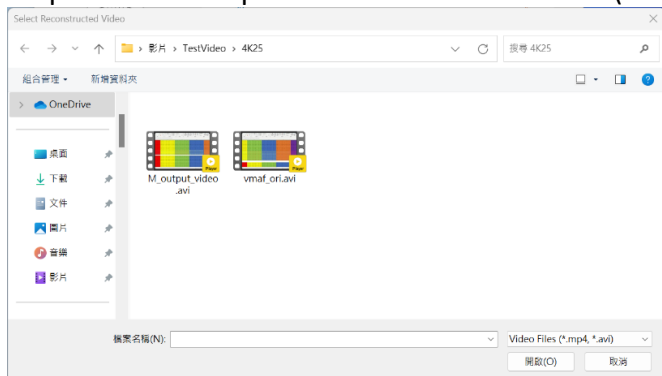 Select Reconstructed Video
影片 › TestVideo › 4K25
搜尋 4K25
組合管理
新增資料夾
OneDrive
桌面
下載
文件
圖片
音樂
影片
M_output_video
.avi
vmaf_ori.avi
檔案名稱(N):
Video Files (*.mp4, *.avi)
開啟(O)
取消